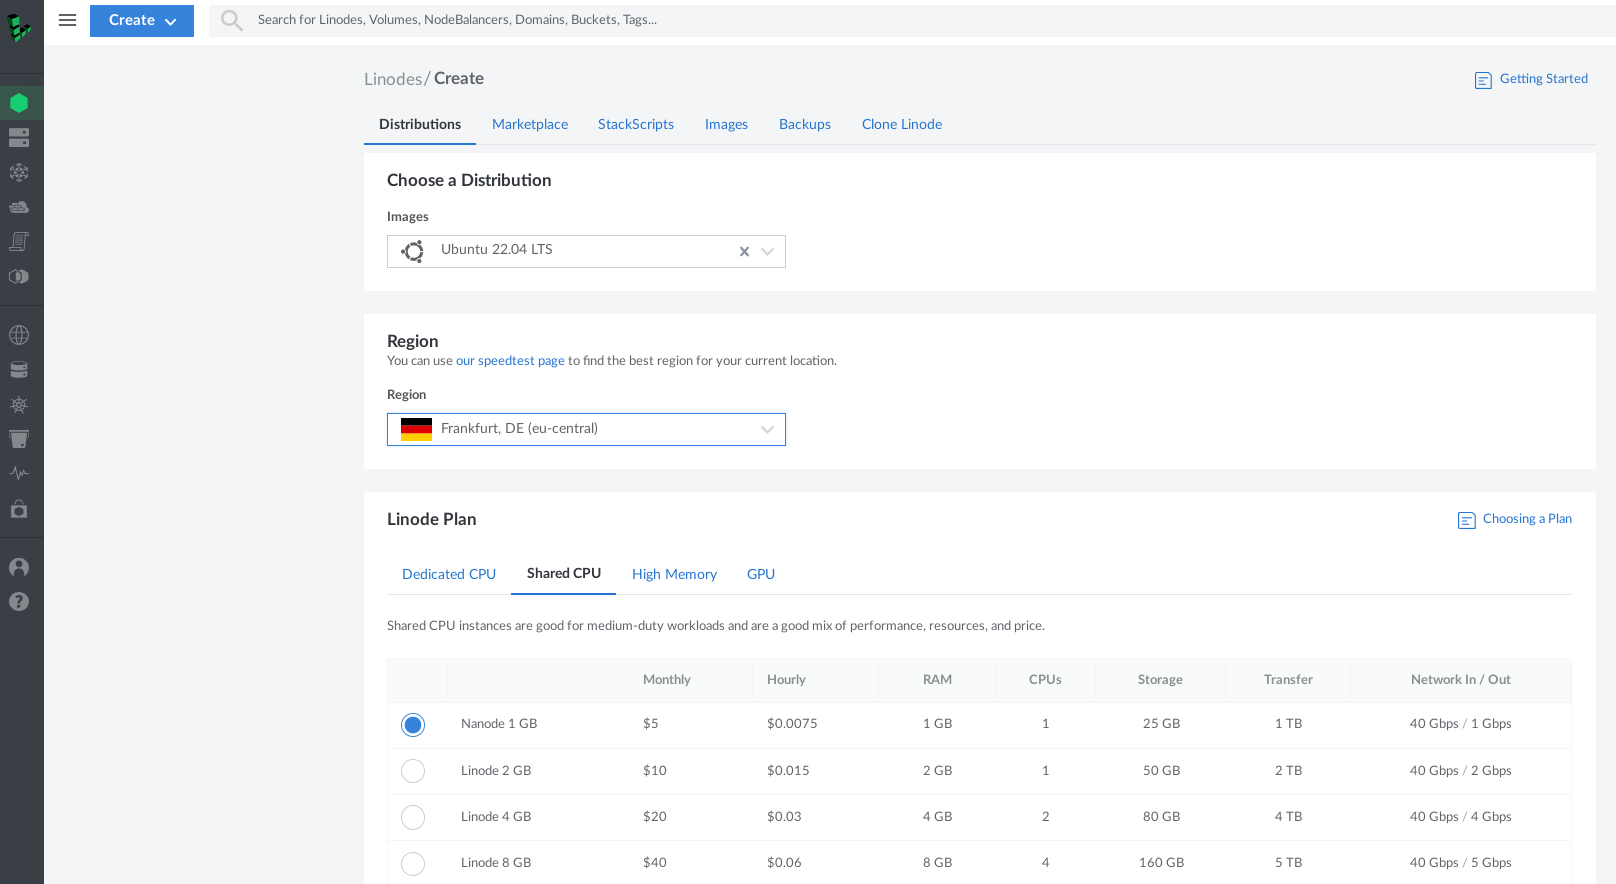 Create
Search for Linodes, Volumes, NodeBalancers, Domains, Buckets, Tags...
Linodes / Create
Getting Started
Distributions Marketplace StackScripts Images Backups Clone Linode
Choose a Distribution
Images
Ubuntu 22.04 LTS
Region
You can use our speedtest page to find the best region for your current location.
Region
Frankfurt, DE (eu-central)
Linode Plan
Choosing a Plan
Dedicated CPU Shared CPU High Memory GPU
Shared CPU instances are good for medium-duty workloads and are a good mix of performance, resources, and price.
Monthly Hourly RAM CPUs Storage Transfer Network In / Out
Nanode 1 GB $5 $0.0075 1 GB 1 25 GB 1 TB 40 Gbps / 1 Gbps
Linode 2 GB $10 $0.015 2 GB 1 50 GB 2 TB 40 Gbps / 2 Gbps
Linode 4 GB $20 $0.03 4 GB 2 80 GB 4 TB 40 Gbps / 4 Gbps
Linode 8 GB $40 $0.06 8 GB 4 160 GB 5 TB 40 Gbps / 5 Gbps